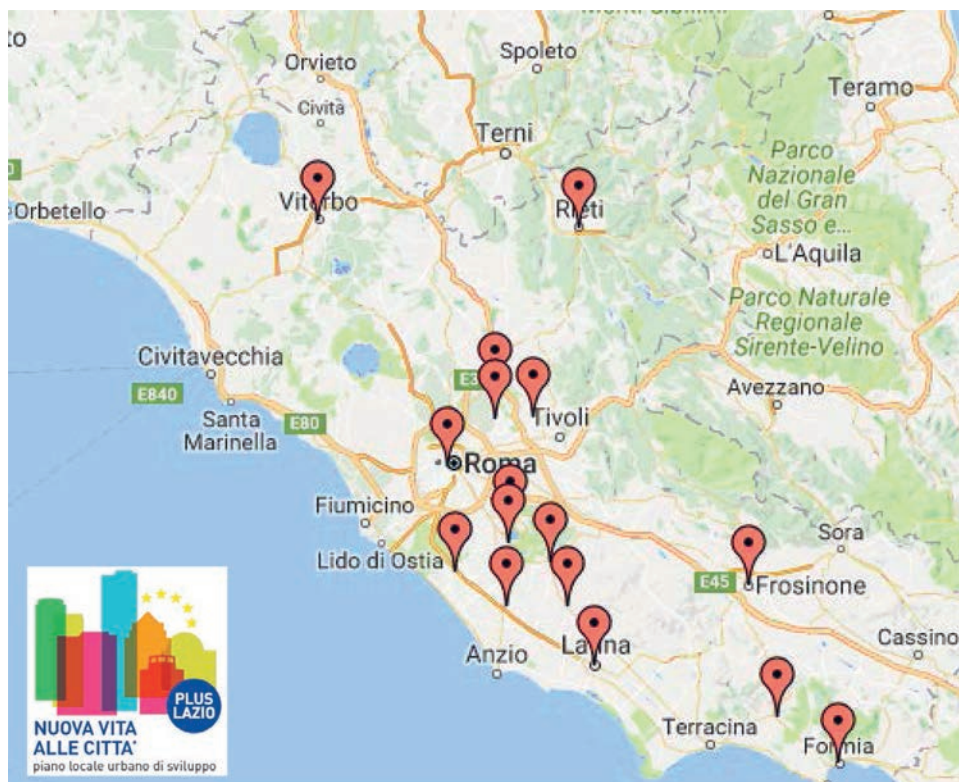 to
Spoleto
Orvieto
Cività
Teramo
Terni
Parco
Nazionale
del Gran
Sasso e...
Viterbo
Rieti
Orbetello
L'Aquila
Parco Naturale
Regionale
Sirente-Velino
Civitavecchia
E840
Santa
Marinella
E80
Avezzano
Tivoli
Roma
Fiumicino
Lido di Ostia
Sora
E45
Frosinone
Cassino
Latina
Anzio
Terracina
Formia
PLUS
LAZIO
NUOVA VITA
ALLE CITTA'
piano locale urbano di sviluppo